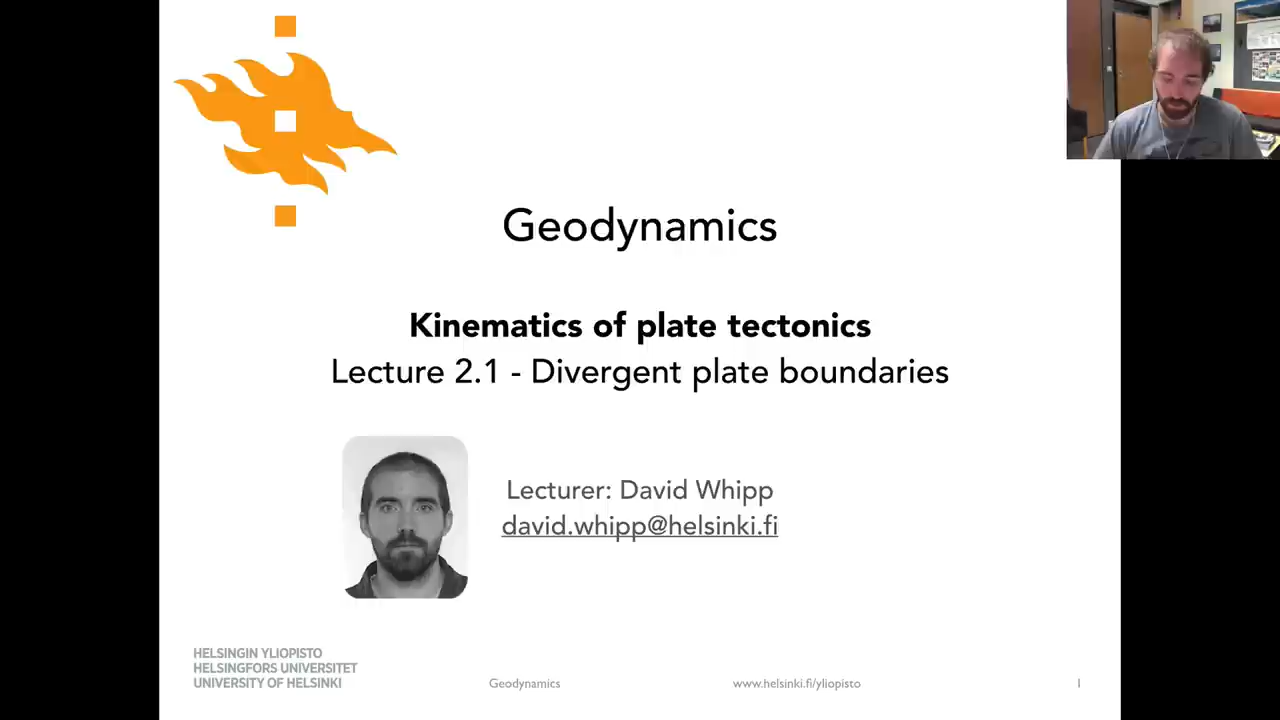 Geodynamics
Kinematics of plate tectonics
Lecture 2.1 - Divergent plate boundaries
Lecturer: David Whipp
david.whipp@helsinki.fi
HELSINGIN YLIOPISTO
HELSINGFORS UNIVERSITET
UNIVERSITY OF HELSINKI
Geodynamics
www.helsinki.fi/yliopisto
1